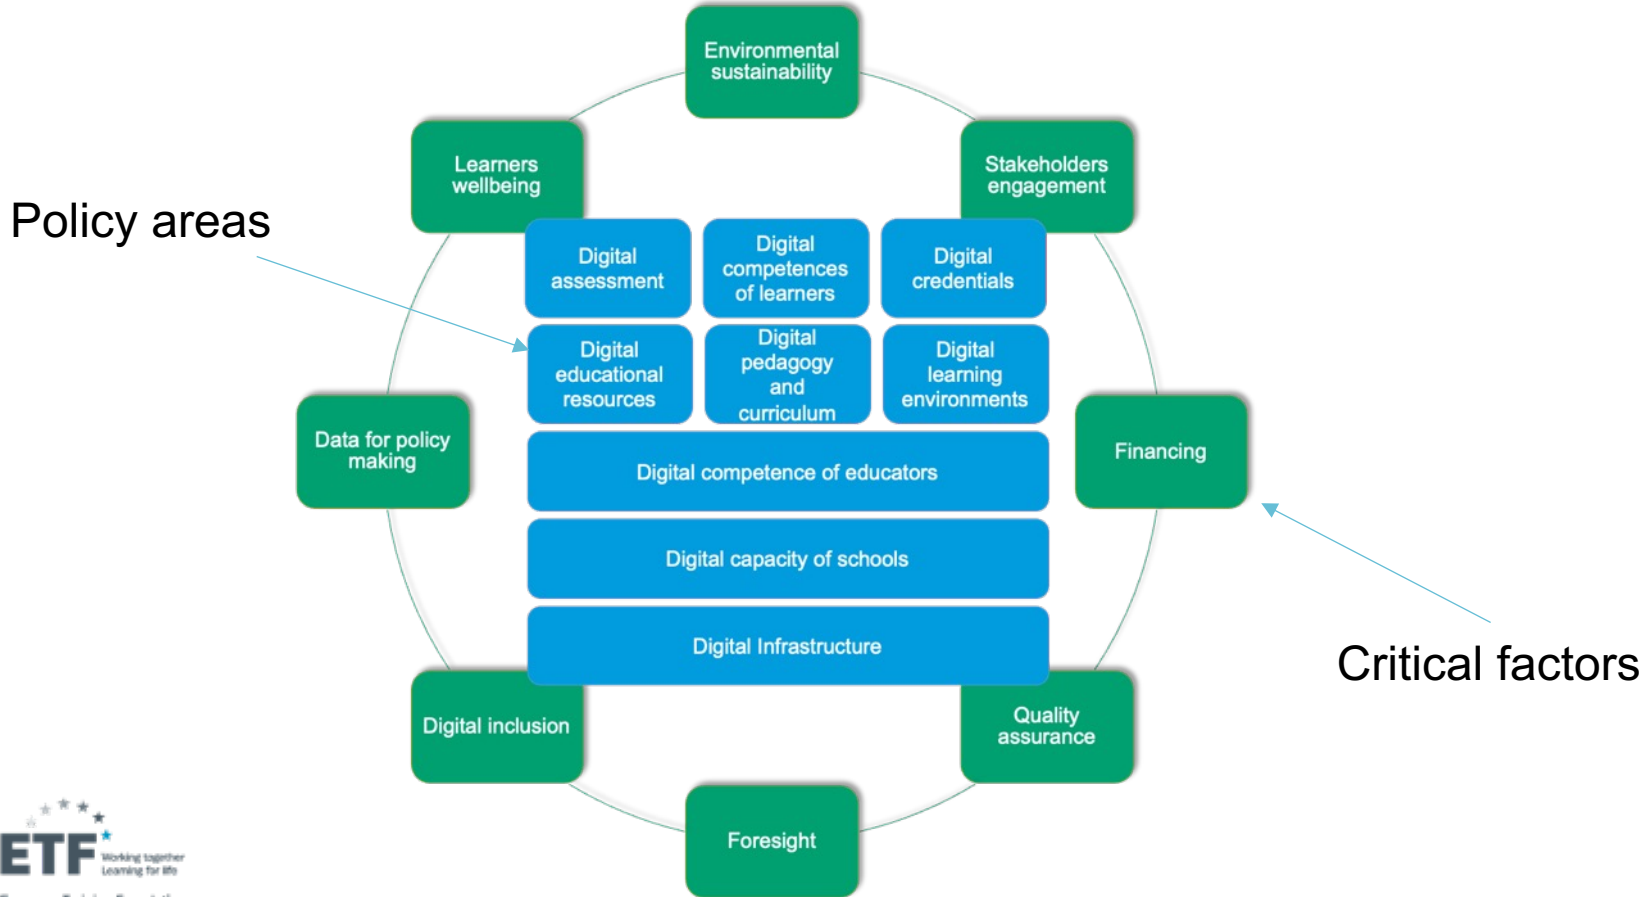 Environmental
sustainability
Learners
wellbeing
Stakeholders
engagement
Policy areas
Digital
assessment
Digital
competences
of learners
Digital
credentials
Digital
educational
resources
Digital
pedagogy
and
curriculum
Digital
learning
environments
Data for policy
making
Digital competence of educators
Financing
Digital capacity of schools
Digital Infrastructure
Critical factors
Digital inclusion
Quality
assurance
Foresight
ETF
Working together
Learning for life